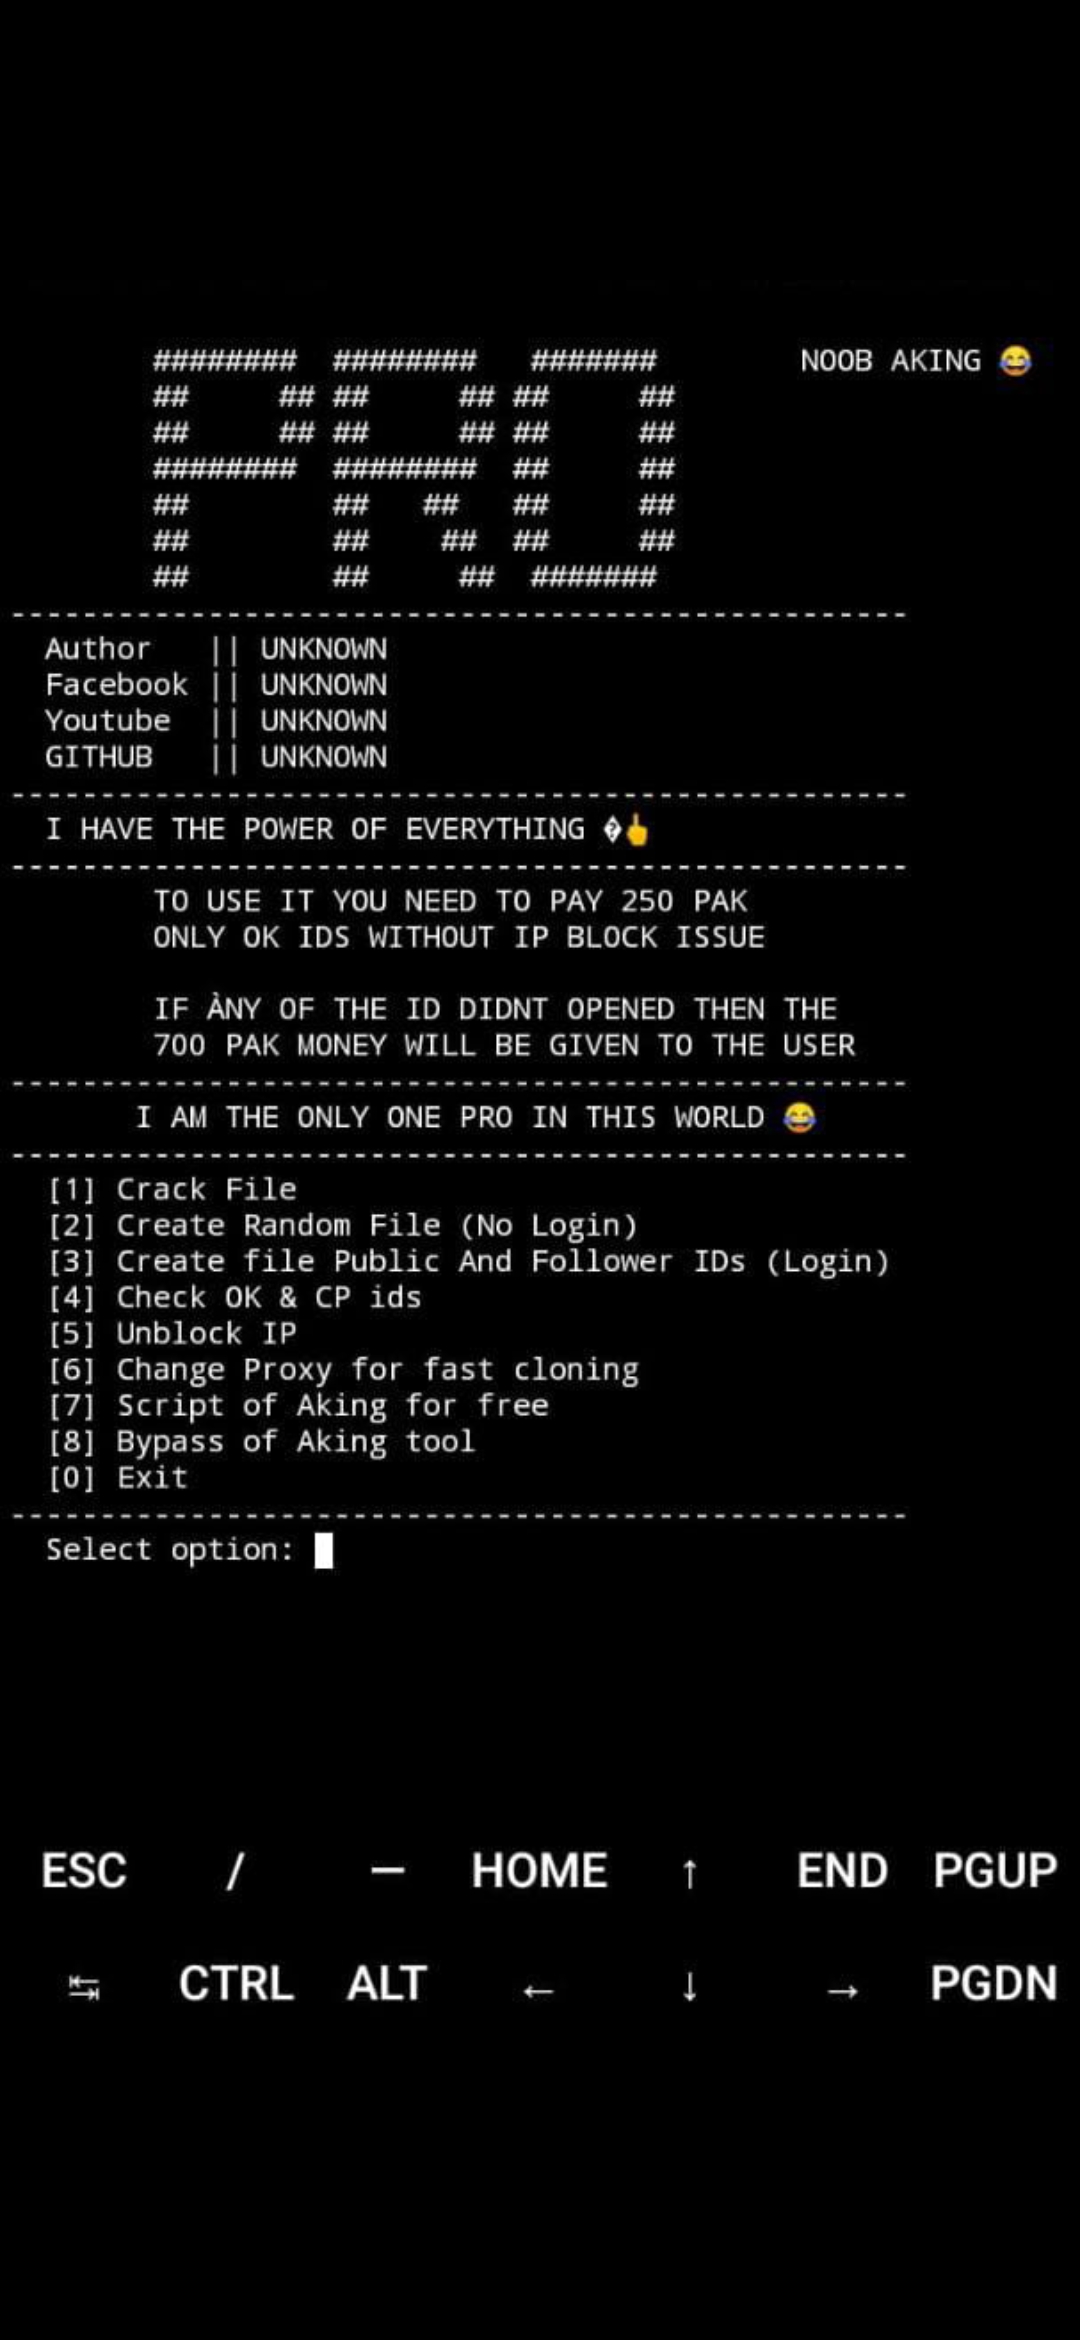 ######## ######## ####### NOOB AKING 😂
## ## ## ## ## ##
## ## ## ## ## ##
######## ######## ## ##
## ## ## ## ##
## ## ## ## ##
## ## ## #######
--------------------------------------------------
Author || UNKNOWN
Facebook || UNKNOWN
Youtube || UNKNOWN
GITHUB || UNKNOWN
--------------------------------------------------
I HAVE THE POWER OF EVERYTHING �🖕
--------------------------------------------------
TO USE IT YOU NEED TO PAY 250 PAK
ONLY OK IDS WITHOUT IP BLOCK ISSUE
IF ÀNY OF THE ID DIDNT OPENED THEN THE
700 PAK MONEY WILL BE GIVEN TO THE USER
--------------------------------------------------
I AM THE ONLY ONE PRO IN THIS WORLD 😂
--------------------------------------------------
[1] Crack File
[2] Create Random File (No Login)
[3] Create file Public And Follower IDs (Login)
[4] Check OK & CP ids
[5] Unblock IP
[6] Change Proxy for fast cloning
[7] Script of Aking for free
[8] Bypass of Aking tool
[0] Exit
--------------------------------------------------
Select option:
ESC / — HOME ↑ END PGUP
↹ CTRL ALT ← ↓ → PGDN